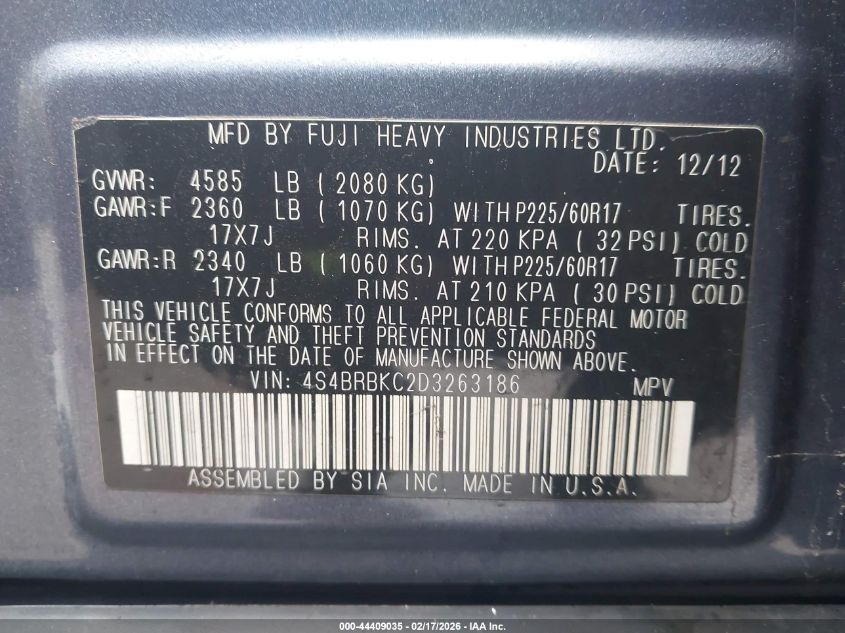 MFD BY FUJI HEAVY INDUSTRIES LTD.
DATE: 12/12
GVWR: 4585 LB ( 2080 KG)
GAWR:F 2360 LB ( 1070 KG) WITH P225/60R17 TIRES.
17X7J RIMS. AT 220 KPA ( 32 PSI) COLD
GAWR:R 2340 LB ( 1060 KG) WITH P225/60R17 TIRES.
17X7J RIMS. AT 210 KPA ( 30 PSI) COLD
THIS VEHICLE CONFORMS TO ALL APPLICABLE FEDERAL MOTOR
VEHICLE SAFETY AND THEFT PREVENTION STANDARDS
IN EFFECT ON THE DATE OF MANUFACTURE SHOWN ABOVE.
VIN: 4S4BRBKC2D3263186 MPV
ASSEMBLED BY SIA INC. MADE IN U.S.A.
000-44409035 - 02/17/2026 - IAA Inc.